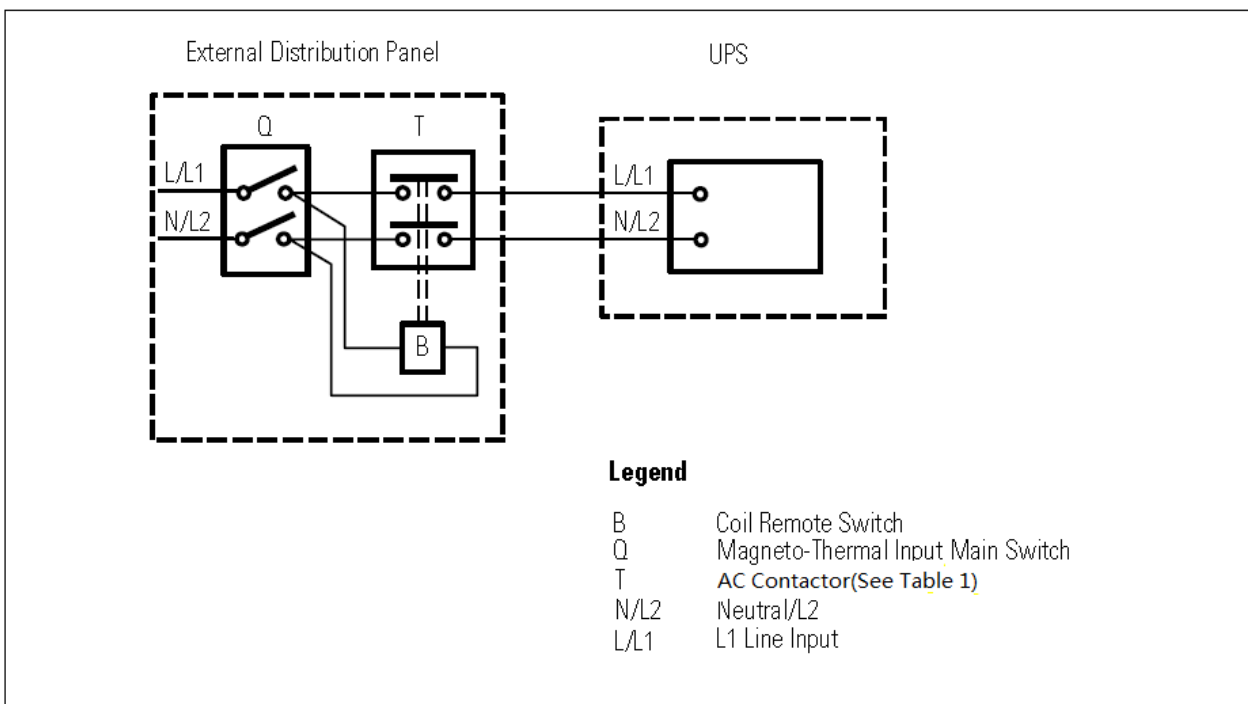 External Distribution Panel
UPS
Q
T
L/L1
N/L2
L/L1
N/L2
B
Legend
B Coil Remote Switch
Q Magneto-Thermal Input Main Switch
T AC Contactor(See Table 1)
N/L2 Neutral/L2
L/L1 L1 Line Input